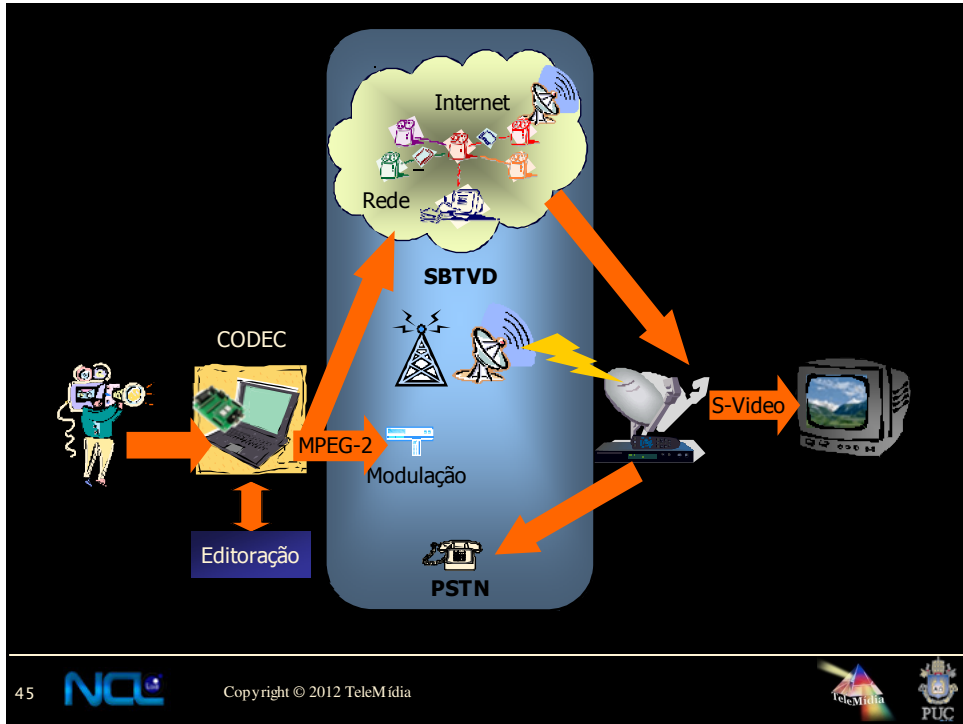 Internet
Rede
SBTVD
CODEC
S-Video
MPEG-2
Modulação
Editoração
PSTN
45
NCL
Copyright © 2012 TeleMídia
TeleMídia
PUC